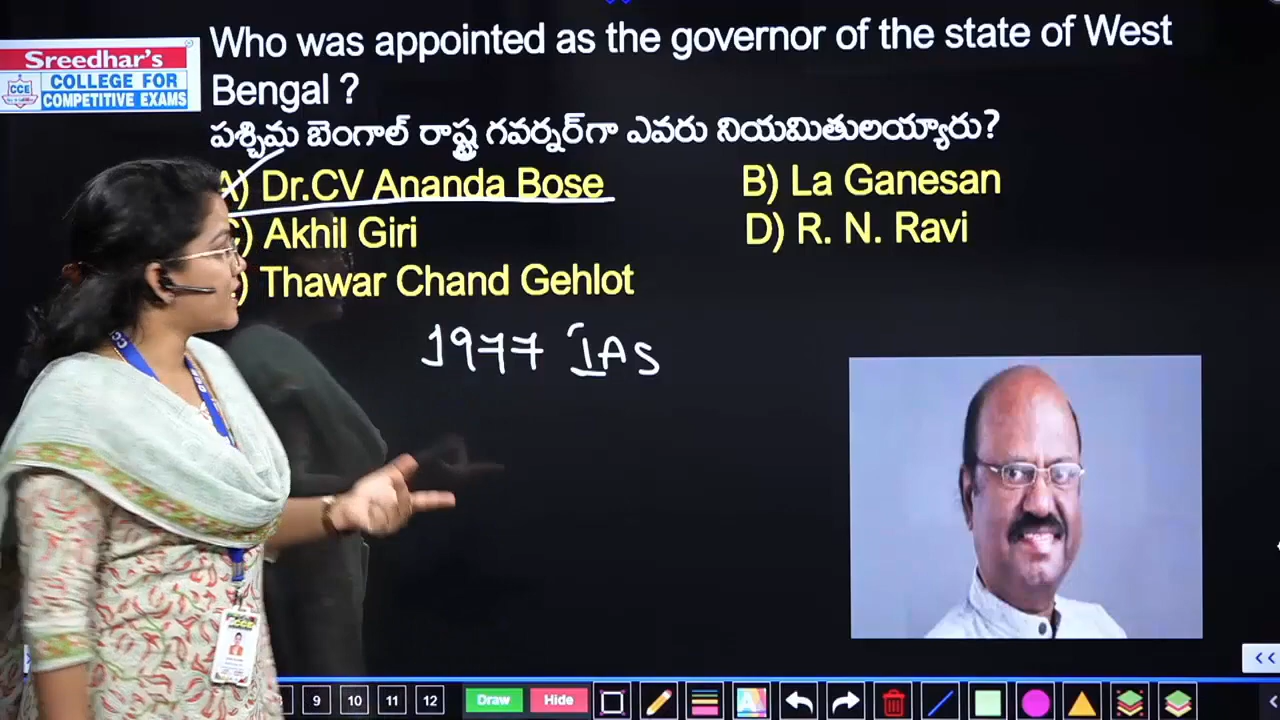 Sreedhar's
CCE
COLLEGE FOR
COMPETITIVE EXAMS
Who was appointed as the governor of the state of West
Bengal ?
పశ్చిమ బెంగాల్ రాష్ట్ర గవర్నర్‌గా ఎవరు నియమితులయ్యారు?
A) Dr.CV Ananda Bose
B) La Ganesan
C) Akhil Giri
D) R. N. Ravi
) Thawar Chand Gehlot
1977 IAS
9 10 11 12 Draw Hide